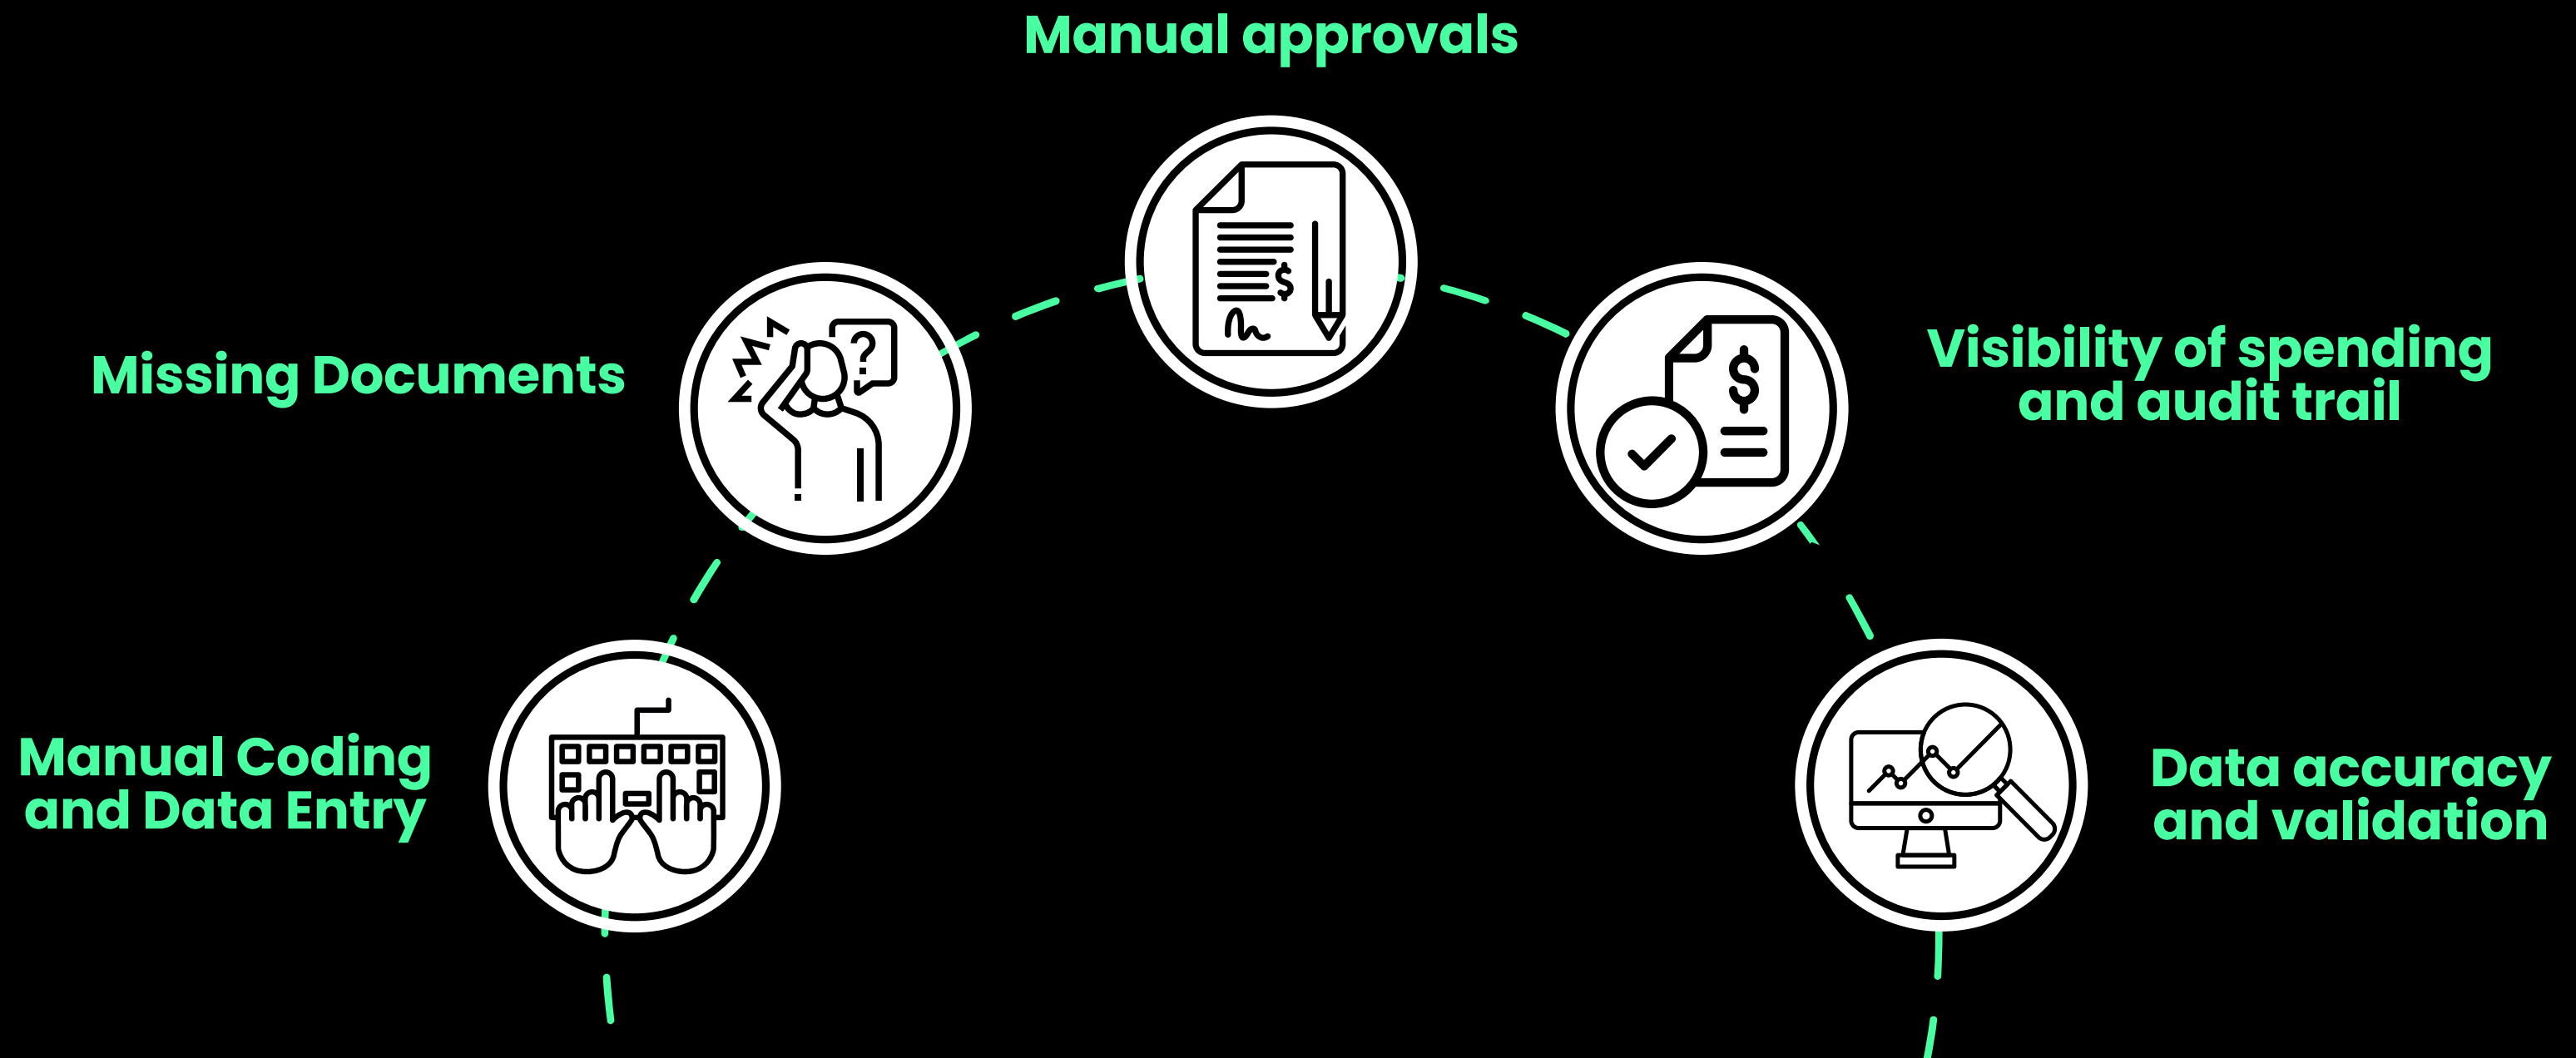 Manual approvals
Missing Documents
Visibility of spending
and audit trail
Manual Coding
and Data Entry
Data accuracy
and validation
$
?
$